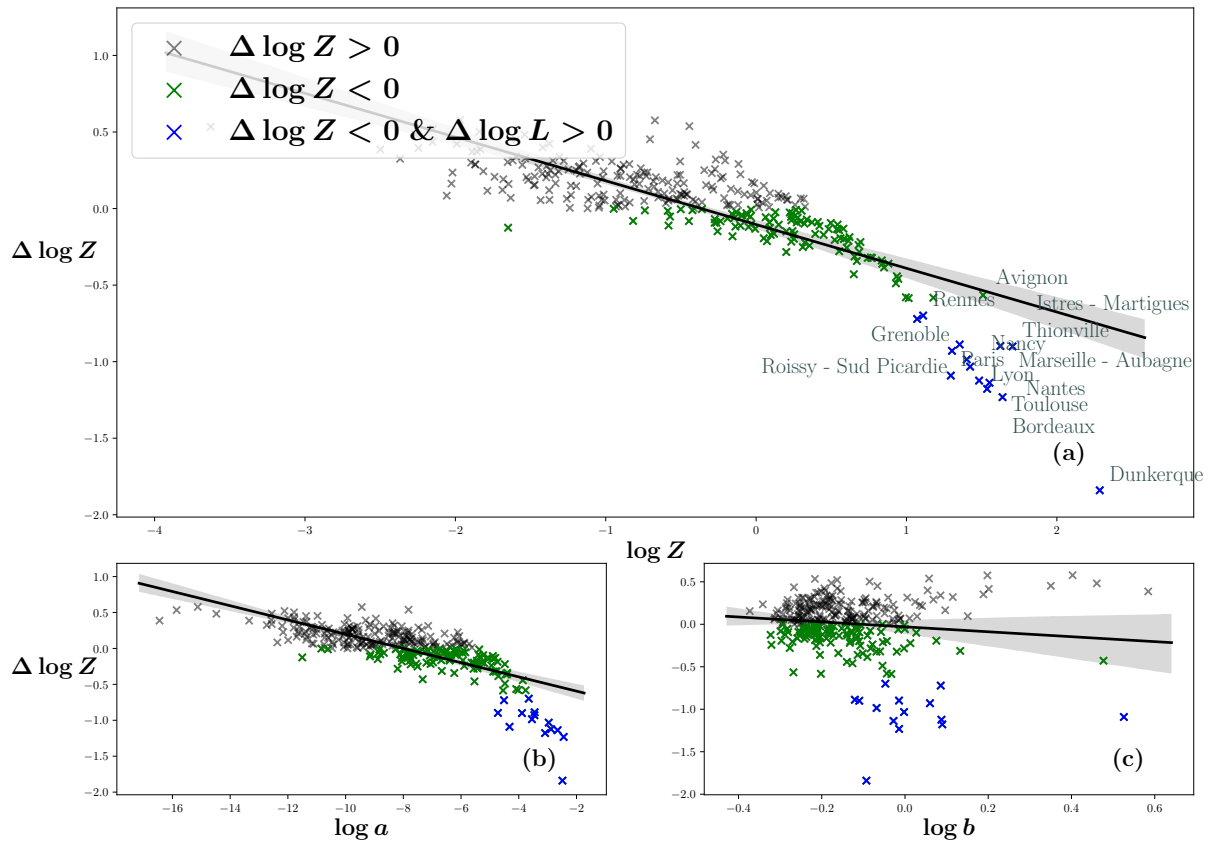 Δ log Z > 0
Δ log Z < 0
Δ log Z < 0 & Δ log L > 0
1.0
0.5
0.0
−0.5
−1.0
−1.5
−2.0
Δ log Z
Avignon
Rennes
Istres - Martigues
Grenoble
Thionville
Nancy
Roissy - Sud Picardie
Paris
Marseille - Aubagne
Lyon
Nantes
Toulouse
Bordeaux
(a)
Dunkerque
−4 −3 −2 −1 0 1 2
log Z
1.0
0.5
0.0
−0.5
−1.0
−1.5
−2.0
Δ log Z
(b)
−16 −14 −12 −10 −8 −6 −4 −2
log a
0.5
0.0
−0.5
−1.0
−1.5
−2.0
(c)
−0.4 −0.2 0.0 0.2 0.4 0.6
log b